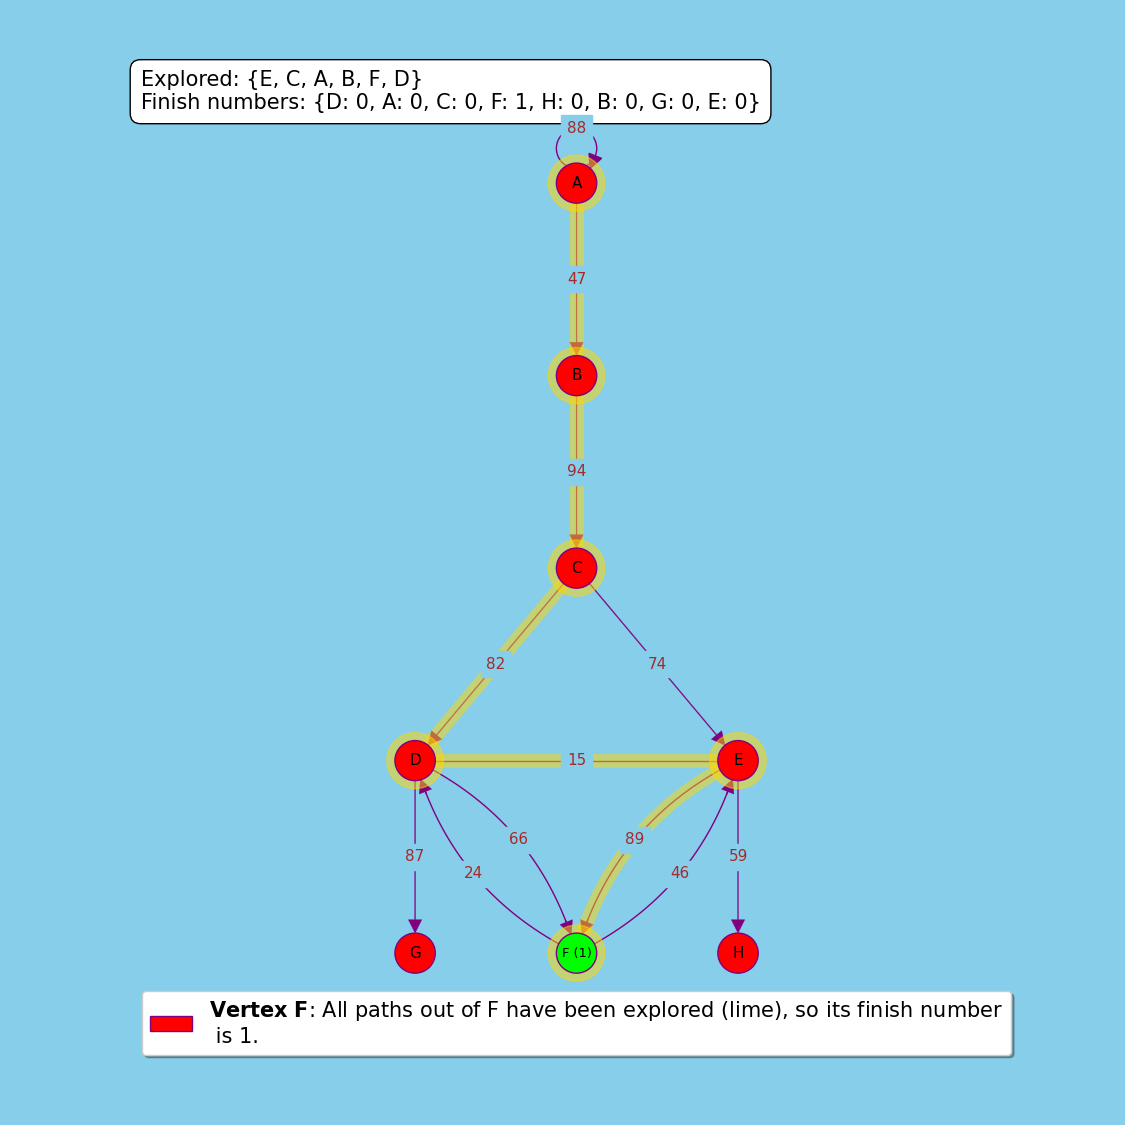 Explored: {E, C, A, B, F, D}
Finish numbers: {D: 0, A: 0, C: 0, F: 1, H: 0, B: 0, G: 0, E: 0}
88
A
47
B
94
C
82
74
D
15
E
66
89
87
59
24
46
G
F (1)
H
Vertex F: All paths out of F have been explored (lime), so its finish number
is 1.